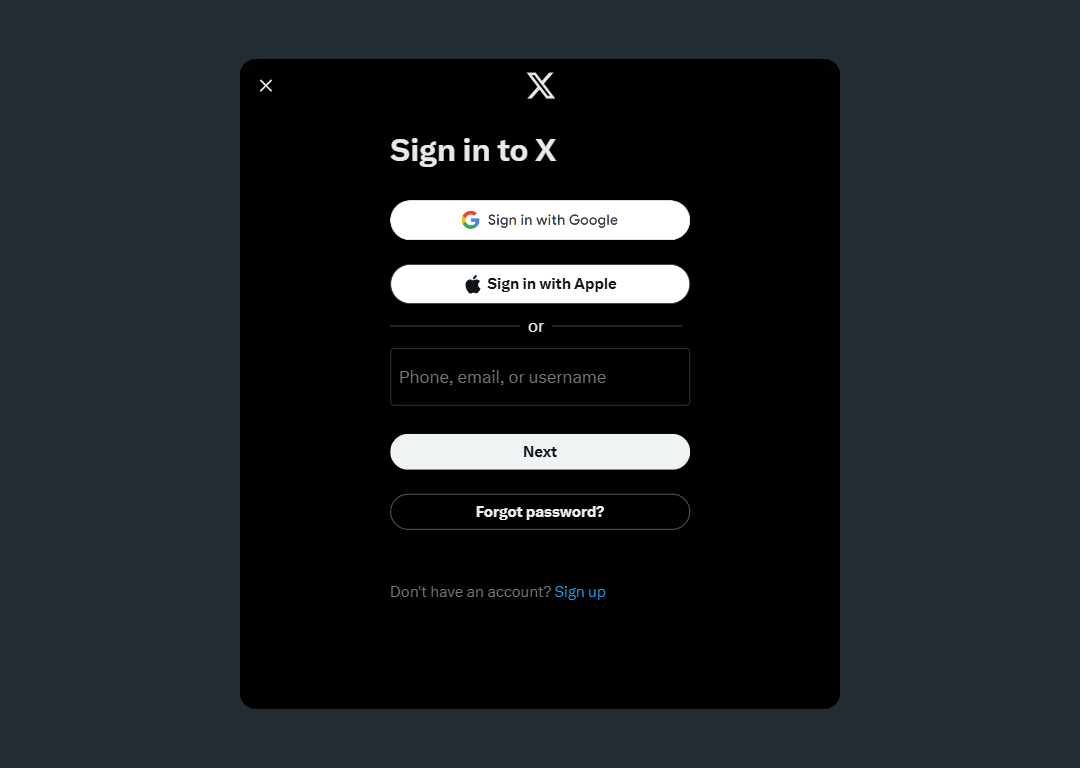 Sign in to X
Sign in with Google
Sign in with Apple
or
Phone, email, or username
Next
Forgot password?
Don't have an account? Sign up